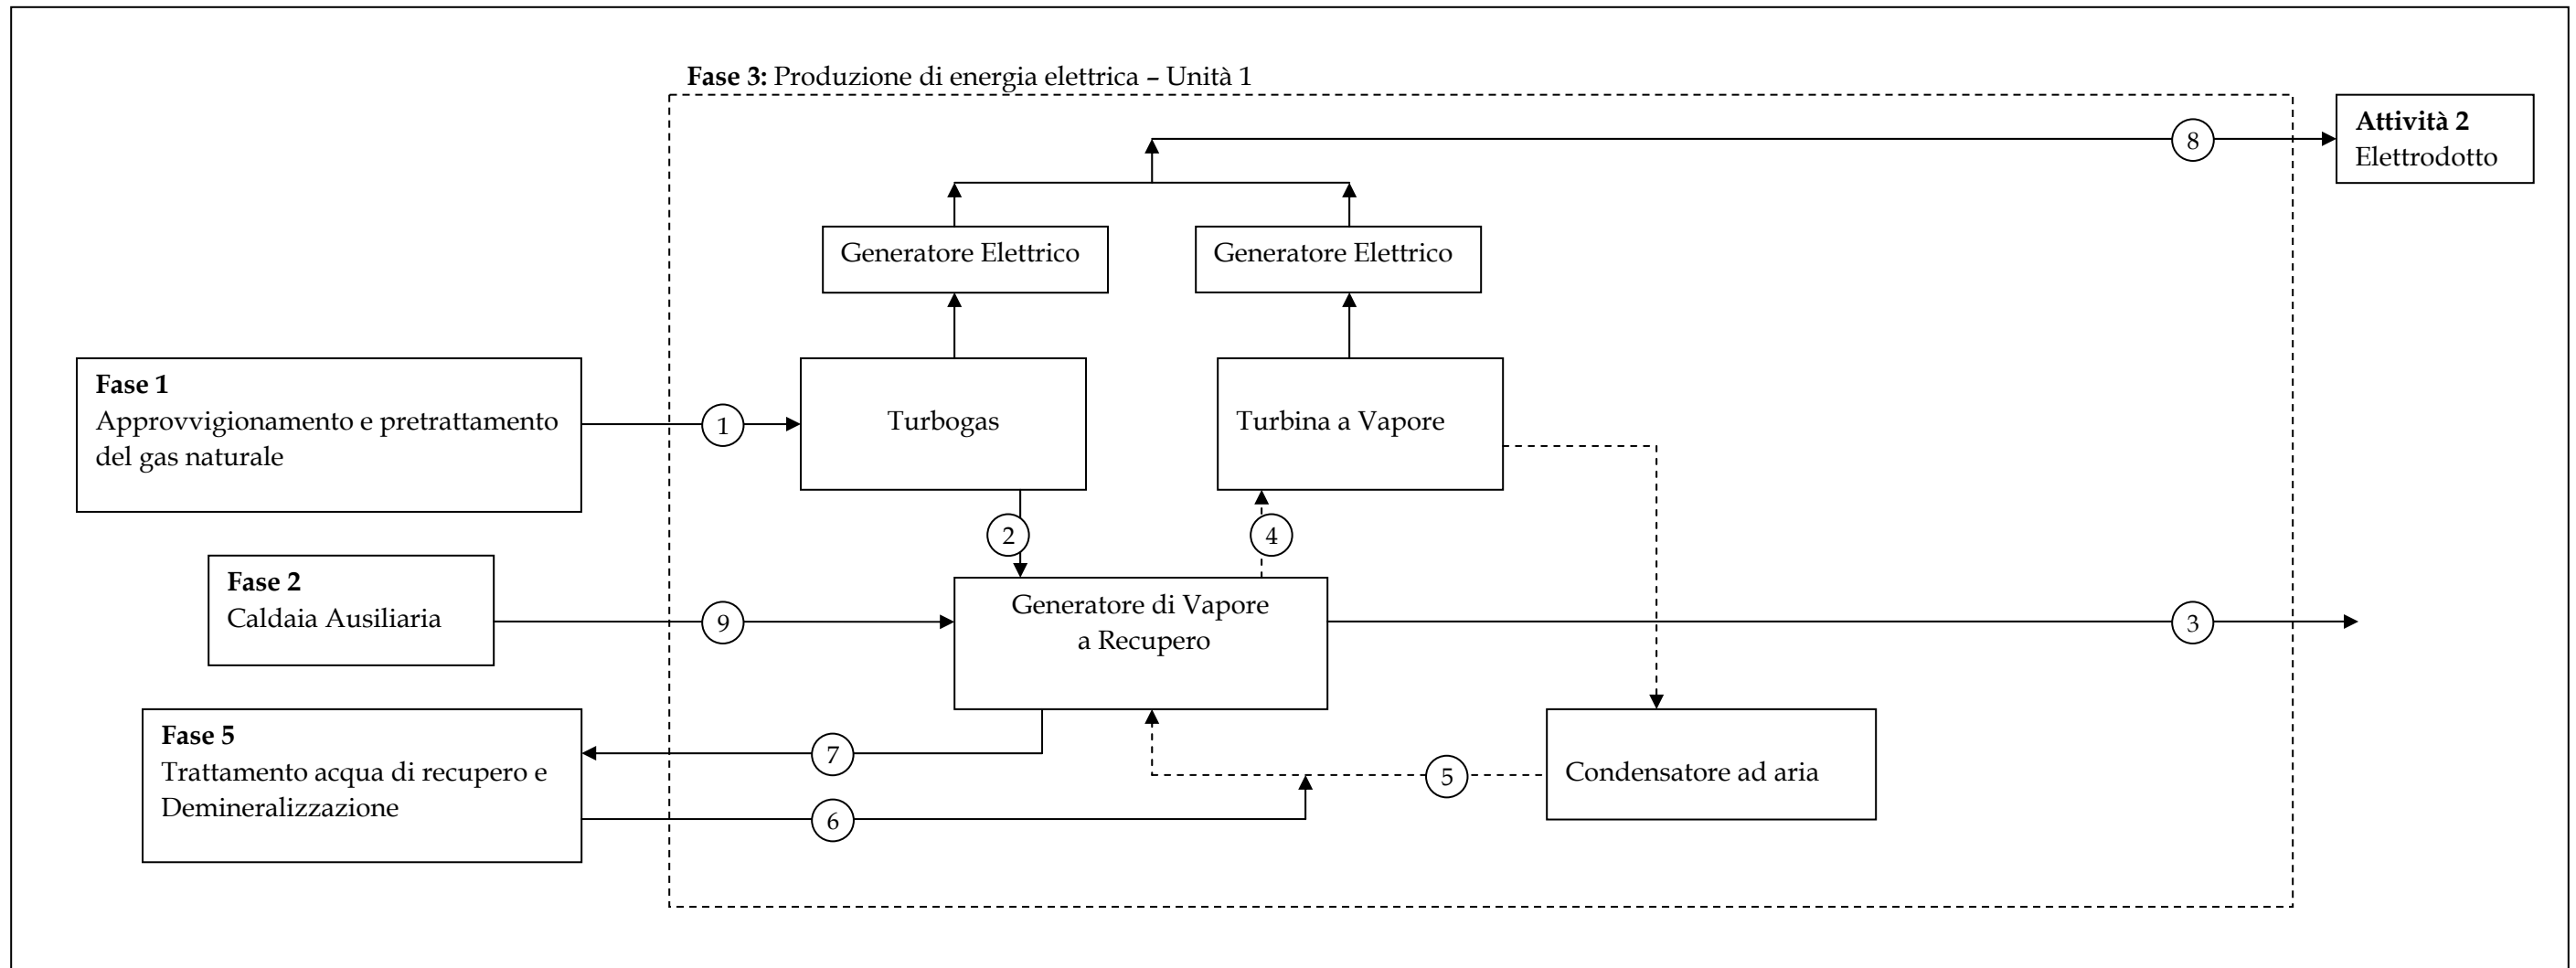 Fase 3: Produzione di energia elettrica – Unità 1
Attività 2
Elettrodotto
8
Generatore Elettrico
Generatore Elettrico
Fase 1
Approvvigionamento e pretrattamento
del gas naturale
1
Turbogas
Turbina a Vapore
2
4
Fase 2
Caldaia Ausiliaria
9
Generatore di Vapore
a Recupero
3
Fase 5
Trattamento acqua di recupero e
Demineralizzazione
7
6
5
Condensatore ad aria